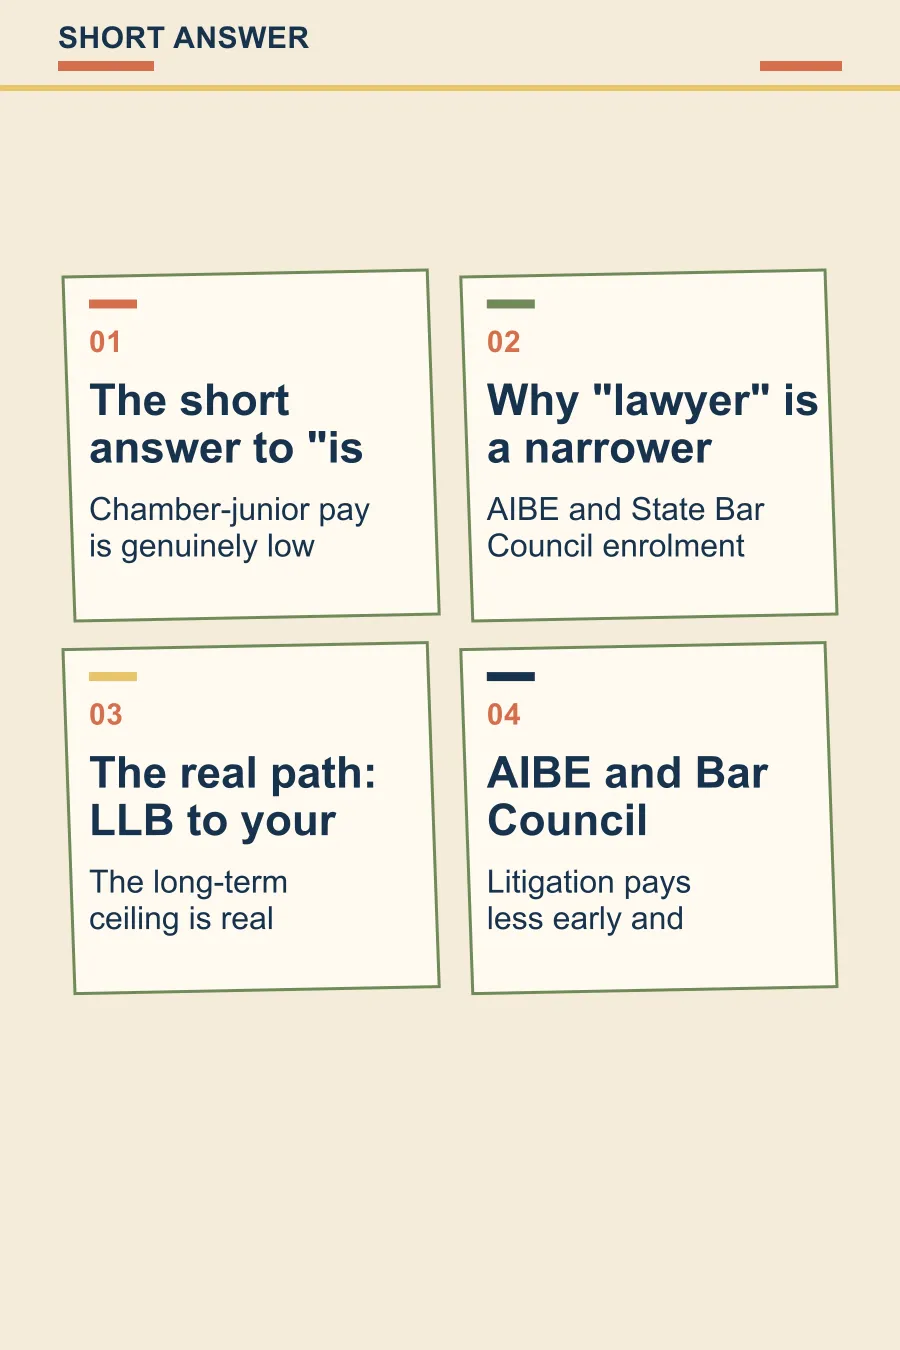 SHORT ANSWER
01
The short
answer to "is
Chamber-junior pay
is genuinely low
02
Why "lawyer" is
a narrower
AIBE and State Bar
Council enrolment
03
The real path:
LLB to your
The long-term
ceiling is real
04
AIBE and Bar
Council
Litigation pays
less early and